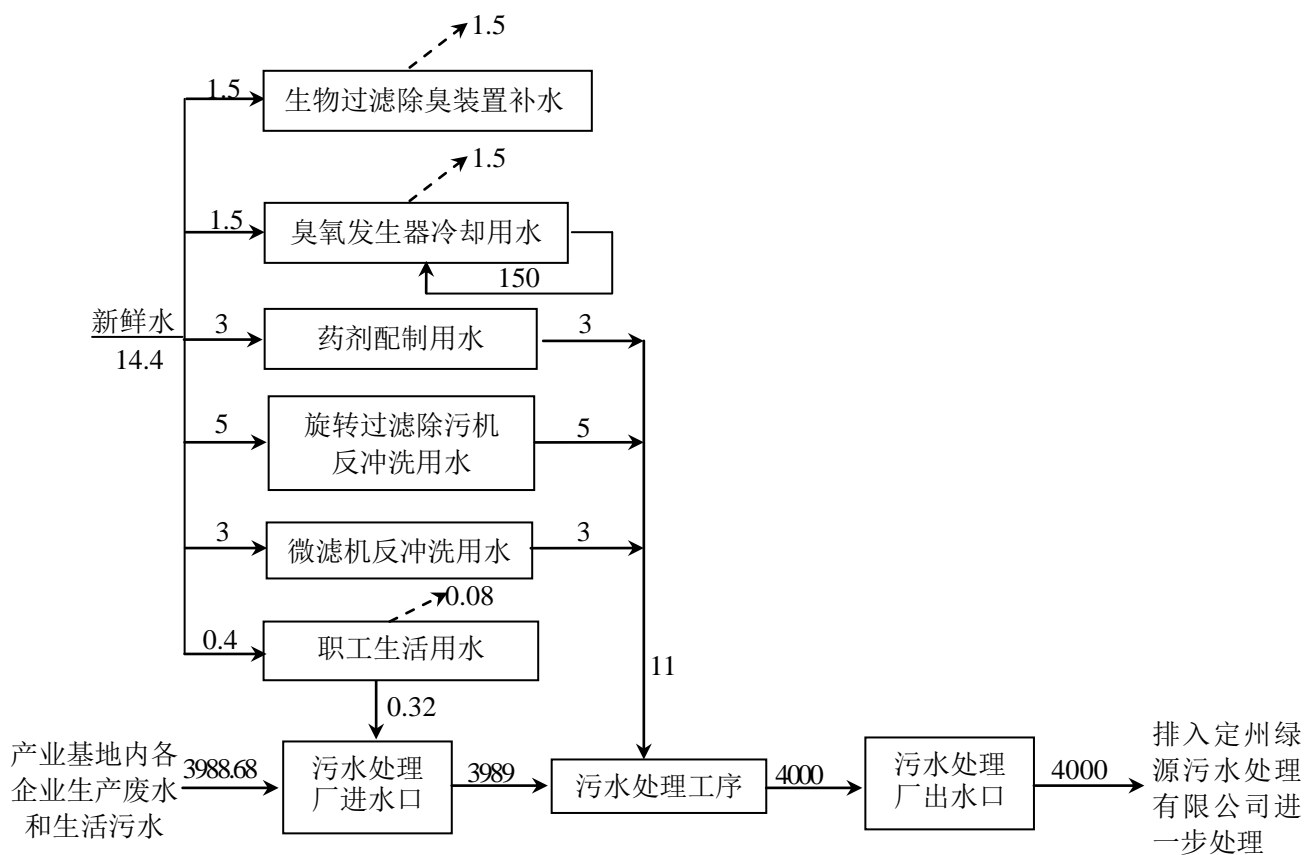 1.5
1.5
生物过滤除臭装置补水
1.5
1.5
臭氧发生器冷却用水
150
新鲜水
14.4
3
药剂配制用水
3
5
旋转过滤除污机
反冲洗用水
5
3
微滤机反冲洗用水
3
0.08
0.4
职工生活用水
11
0.32
产业基地内各
企业生产废水
和生活污水
3988.68
污水处理
厂进水口
3989
污水处理工序
4000
污水处理
厂出水口
4000
排入定州绿
源污水处理
有限公司进
一步处理